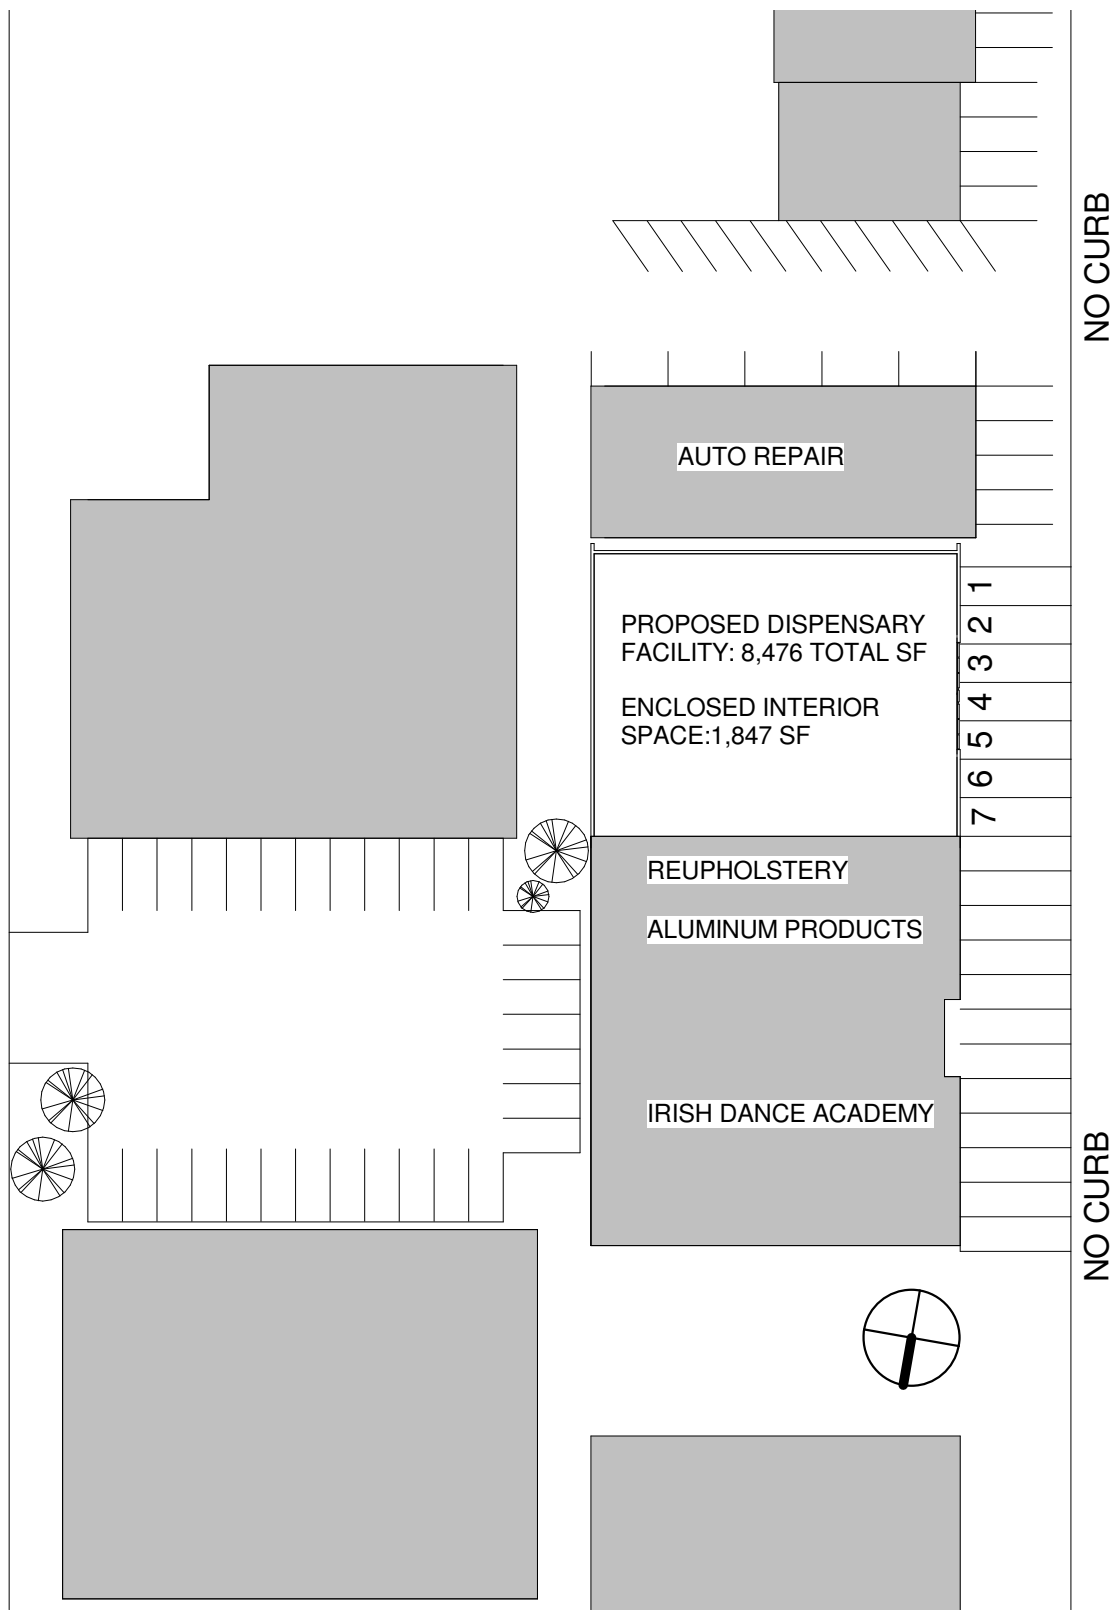 NO CURB
AUTO REPAIR
PROPOSED DISPENSARY
FACILITY: 8,476 TOTAL SF
ENCLOSED INTERIOR
SPACE:1,847 SF
1
2
3
4
5
6
7
REUPHOLSTERY
ALUMINUM PRODUCTS
IRISH DANCE ACADEMY
NO CURB